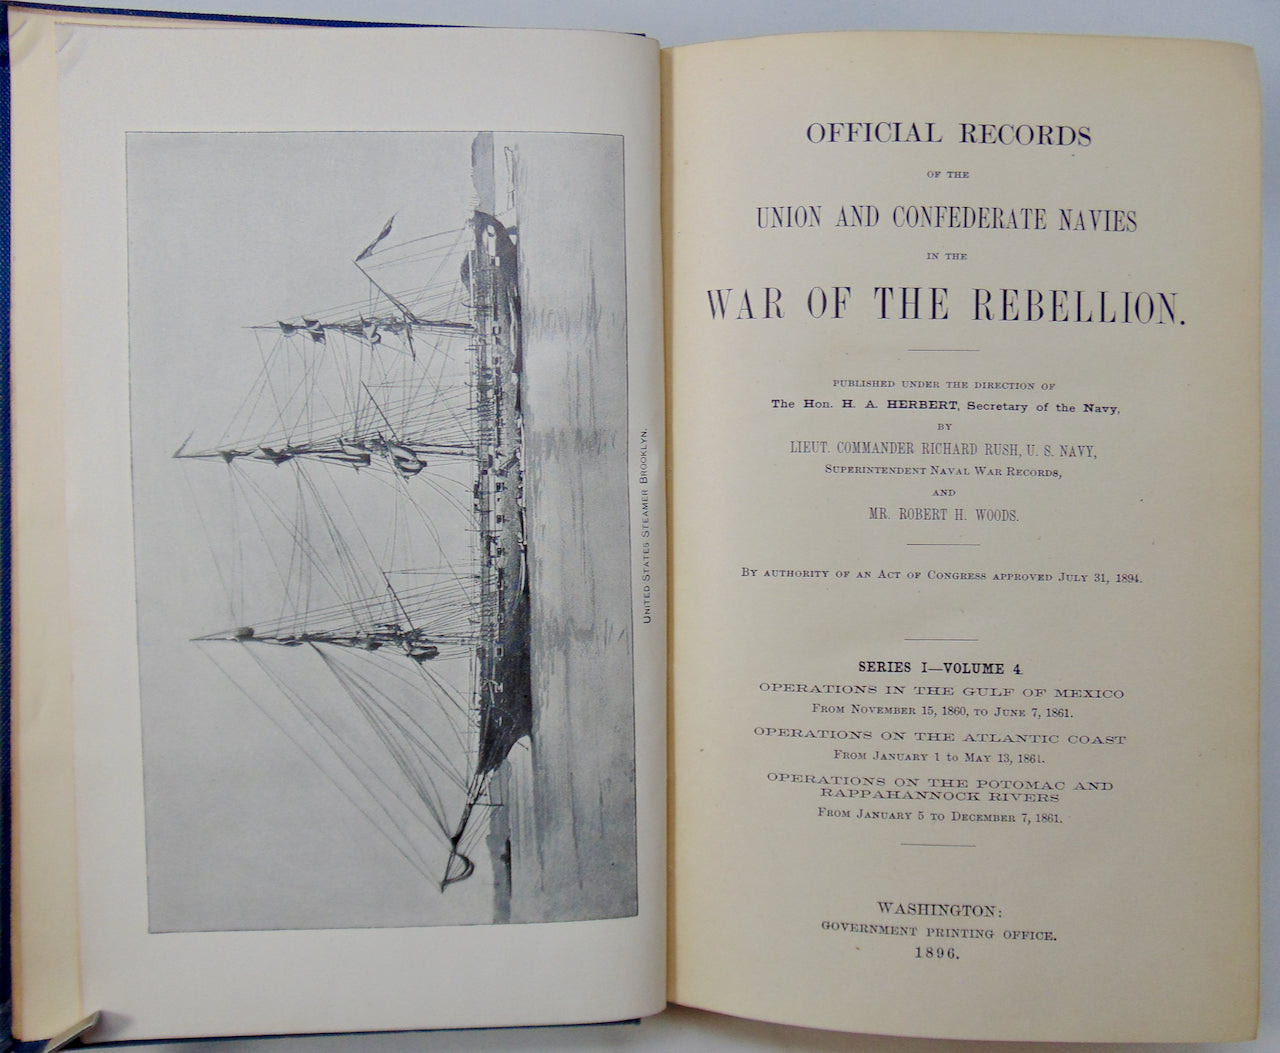 UNITED STATES STEAMER BROOKLYN.
OFFICIAL RECORDS
OF THE
UNION AND CONFEDERATE NAVIES
IN THE
WAR OF THE REBELLION.
PUBLISHED UNDER THE DIRECTION OF
The Hon. H. A. HERBERT, Secretary of the Navy,
BY
LIEUT. COMMANDER RICHARD RUSH, U. S. NAVY,
SUPERINTENDENT NAVAL WAR RECORDS,
AND
MR. ROBERT H. WOODS.
BY AUTHORITY OF AN ACT OF CONGRESS APPROVED JULY 31, 1894.
SERIES I—VOLUME 4.
OPERATIONS IN THE GULF OF MEXICO
FROM NOVEMBER 15, 1860, TO JUNE 7, 1861.
OPERATIONS ON THE ATLANTIC COAST
FROM JANUARY 1 TO MAY 13, 1861.
OPERATIONS ON THE POTOMAC AND
RAPPAHANNOCK RIVERS
FROM JANUARY 5 TO DECEMBER 7, 1861.
WASHINGTON:
GOVERNMENT PRINTING OFFICE.
1896.